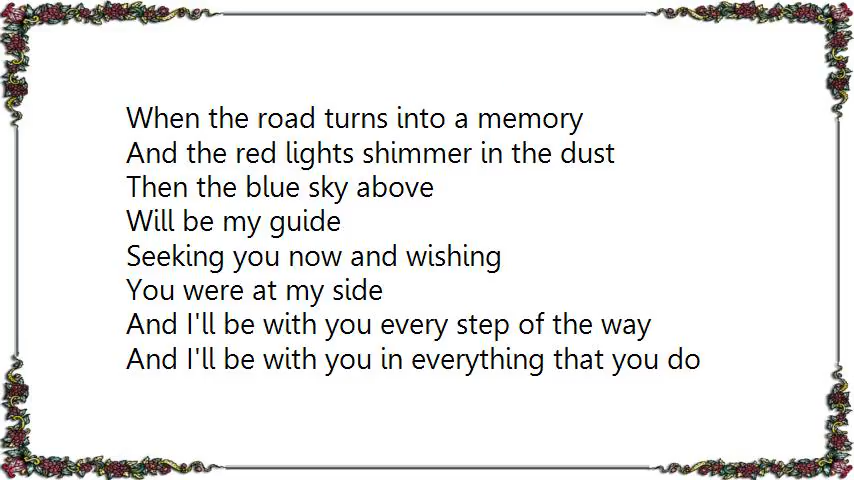 When the road turns into a memory
And the red lights shimmer in the dust
Then the blue sky above
Will be my guide
Seeking you now and wishing
You were at my side
And I'll be with you every step of the way
And I'll be with you in everything that you do